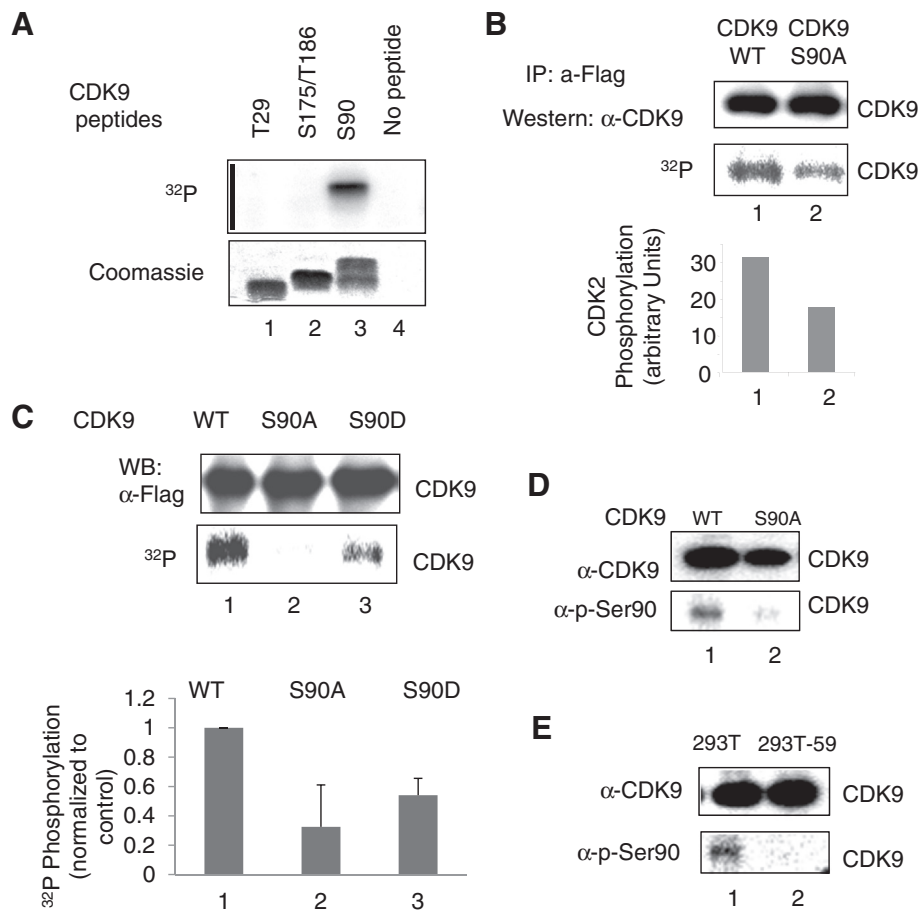 A
CDK9
peptides
T29
S175/T186
S90
No peptide
32P
Coomassie
1 2 3 4
B
CDK9 CDK9
WT S90A
IP: a-Flag
Western: α-CDK9
CDK9
32P
CDK9
1 2
CDK2
Phosphorylation
(arbitrary Units)
30
20
10
0
1 2
C
CDK9 WT S90A S90D
WB:
α-Flag
CDK9
32P
CDK9
1 2 3
WT S90A S90D
32P Phosphorylation
(normalized to
control)
1.2
1
0.8
0.6
0.4
0.2
0
1 2 3
D
CDK9 WT S90A
α-CDK9
CDK9
α-p-Ser90
CDK9
1 2
E
293T 293T-59
α-CDK9
CDK9
α-p-Ser90
CDK9
1 2